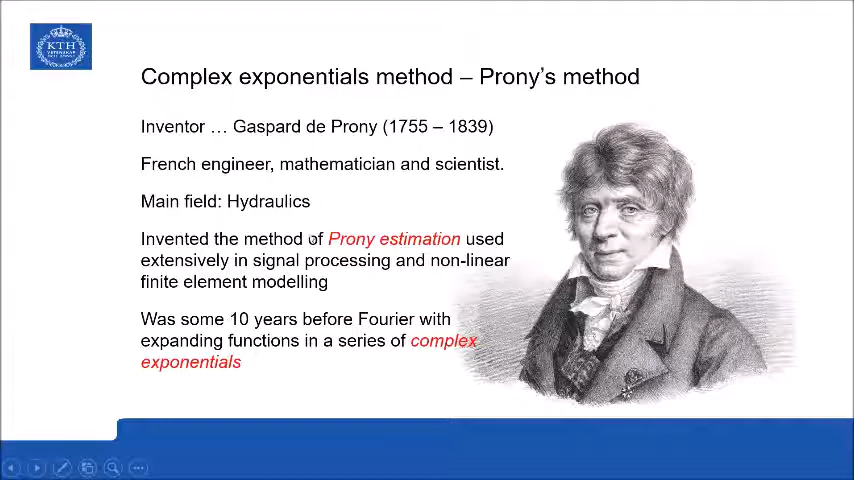 KTH
Complex exponentials method – Prony's method
Inventor … Gaspard de Prony (1755 – 1839)
French engineer, mathematician and scientist.
Main field: Hydraulics
Invented the method of Prony estimation used
extensively in signal processing and non-linear
finite element modelling
Was some 10 years before Fourier with
expanding functions in a series of complex
exponentials